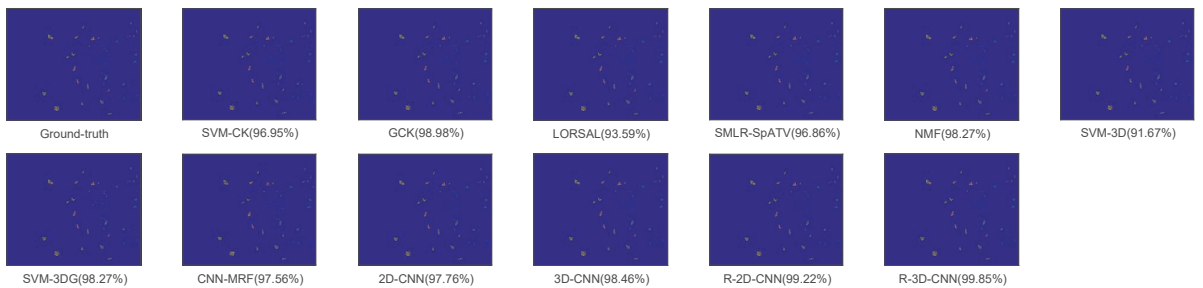 Ground-truth SVM-CK(96.95%) GCK(98.98%) LORSAL(93.59%) SMLR-SpATV(96.86%) NMF(98.27%) SVM-3D(91.67%)
SVM-3DG(98.27%) CNN-MRF(97.56%) 2D-CNN(97.76%) 3D-CNN(98.46%) R-2D-CNN(99.22%) R-3D-CNN(99.85%)